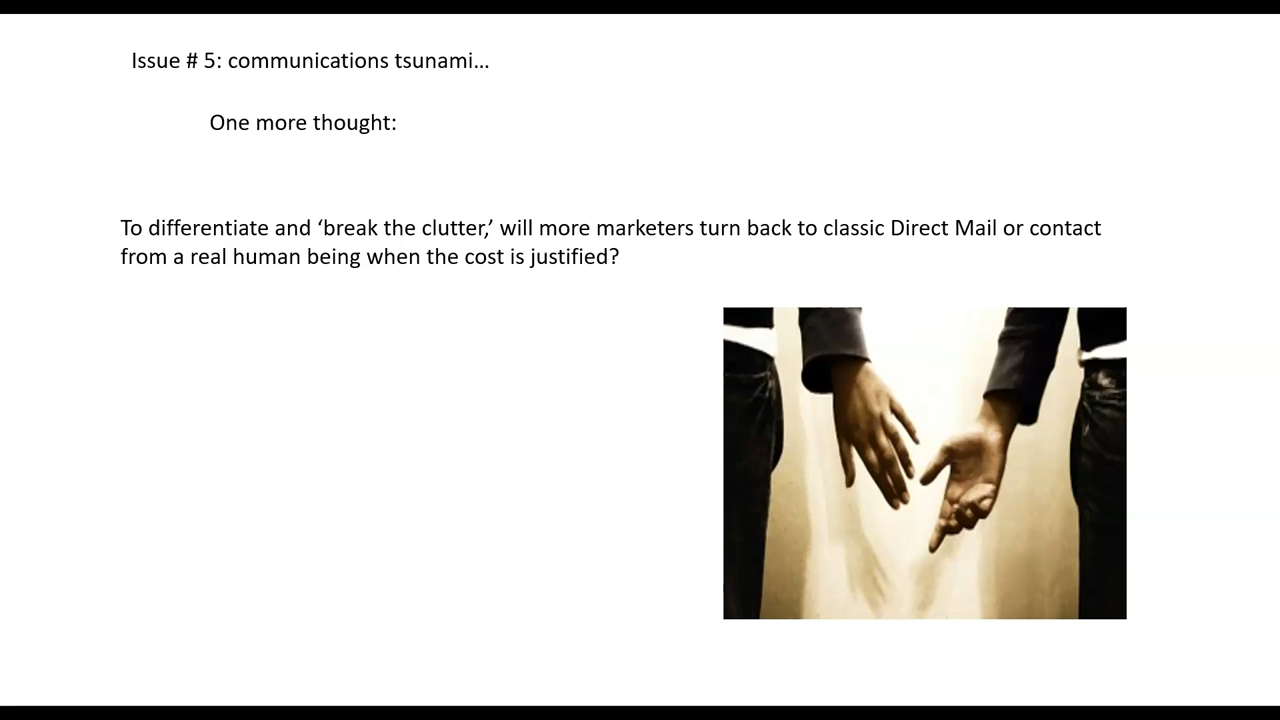 Issue # 5: communications tsunami…
One more thought:
To differentiate and ‘break the clutter,’ will more marketers turn back to classic Direct Mail or contact
from a real human being when the cost is justified?